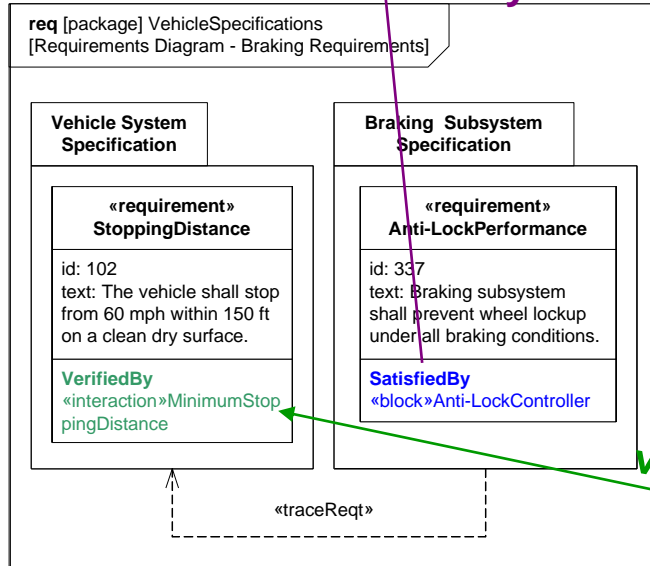 req [package] VehicleSpecifications
[Requirements Diagram - Braking Requirements]
Vehicle System
Specification
Braking Subsystem
Specification
«requirement»
StoppingDistance
id: 102
text: The vehicle shall stop
from 60 mph within 150 ft
on a clean dry surface.
VerifiedBy
«interaction»MinimumStop
pingDistance
«requirement»
Anti-LockPerformance
id: 337
text: Braking subsystem
shall prevent wheel lockup
under all braking conditions.
SatisfiedBy
«block»Anti-LockController
«traceReqt»